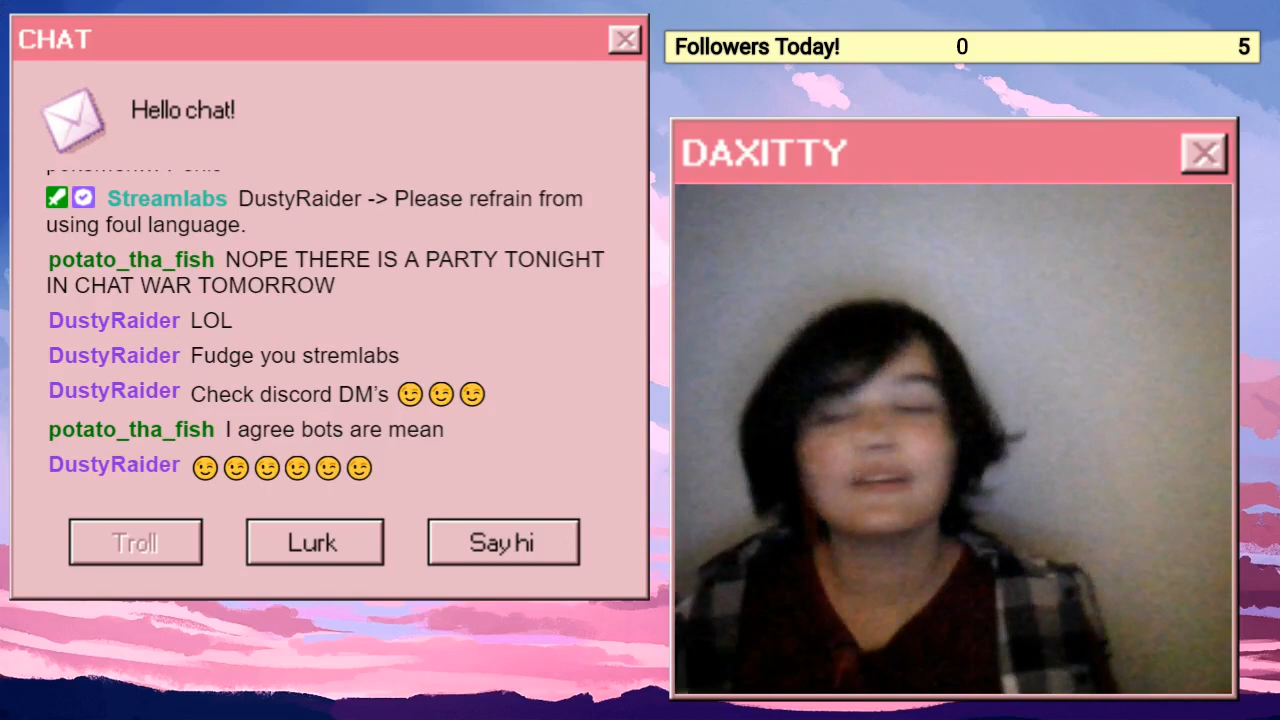 CHAT
Hello chat!
Streamlabs DustyRaider -> Please refrain from
using foul language.
potato_tha_fish NOPE THERE IS A PARTY TONIGHT
IN CHAT WAR TOMORROW
DustyRaider LOL
DustyRaider Fudge you stremlabs
DustyRaider Check discord DM's 😉😉😉
potato_tha_fish I agree bots are mean
DustyRaider 😉😉😉😉😉😉
Troll Lurk Say hi
Followers Today! 0 5
DAXITTY